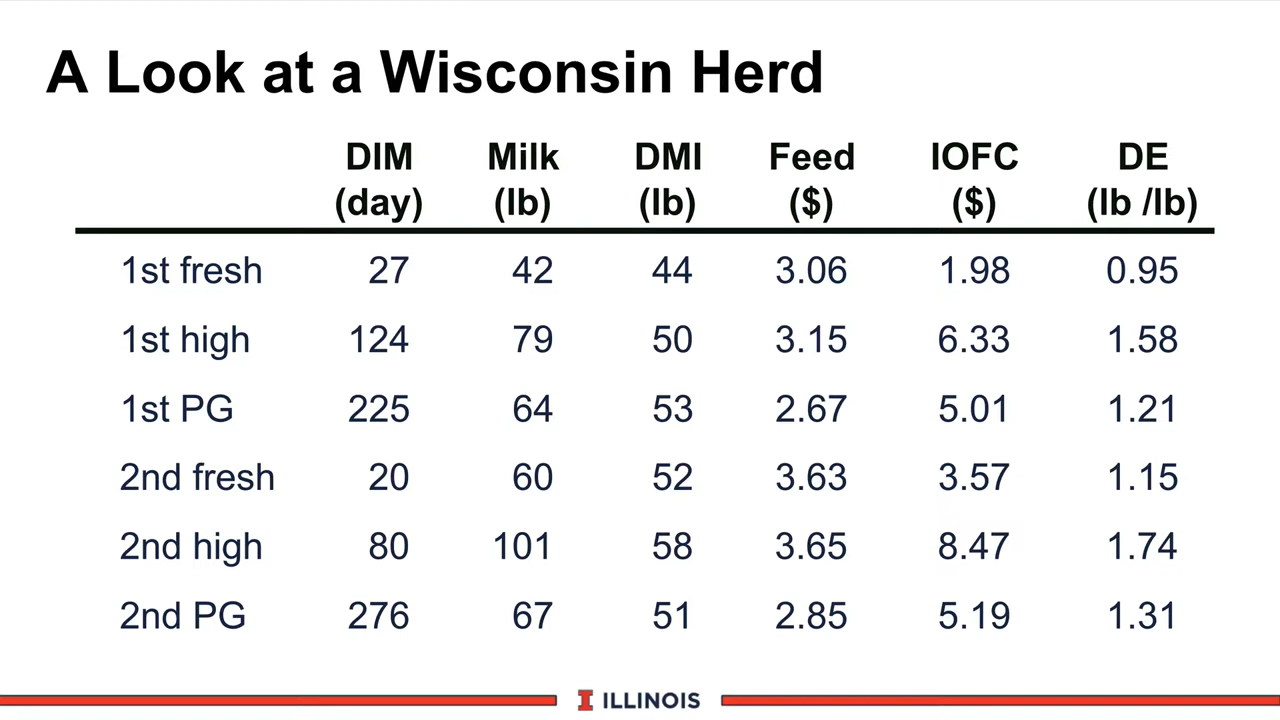 A Look at a Wisconsin Herd
DIM Milk DMI Feed IOFC DE
(day) (lb) (lb) ($) ($) (lb /lb)
1st fresh 27 42 44 3.06 1.98 0.95
1st high 124 79 50 3.15 6.33 1.58
1st PG 225 64 53 2.67 5.01 1.21
2nd fresh 20 60 52 3.63 3.57 1.15
2nd high 80 101 58 3.65 8.47 1.74
2nd PG 276 67 51 2.85 5.19 1.31
I ILLINOIS